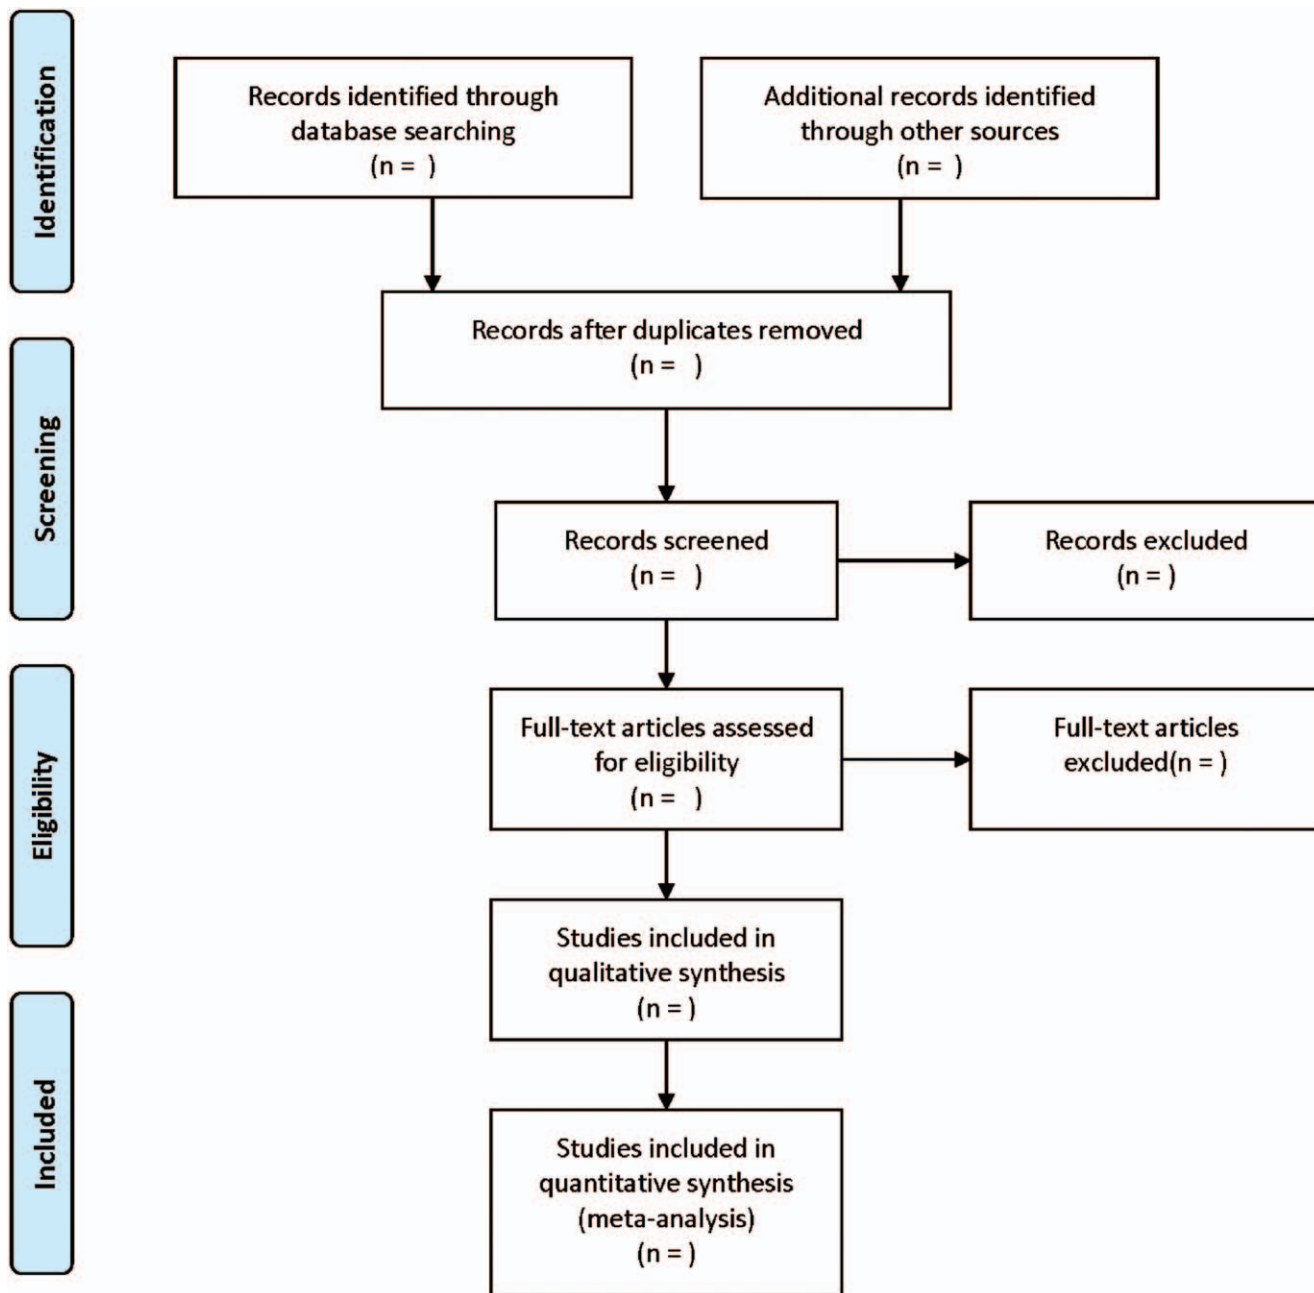 Identification
Records identified through
database searching
(n =  )
Additional records identified
through other sources
(n =  )
Records after duplicates removed
(n =  )
Screening
Records screened
(n =  )
Records excluded
(n = )
Eligibility
Full-text articles assessed
for eligibility
(n =  )
Full-text articles
excluded(n = )
Studies included in
qualitative synthesis
(n = )
Included
Studies included in
quantitative synthesis
(meta-analysis)
(n = )